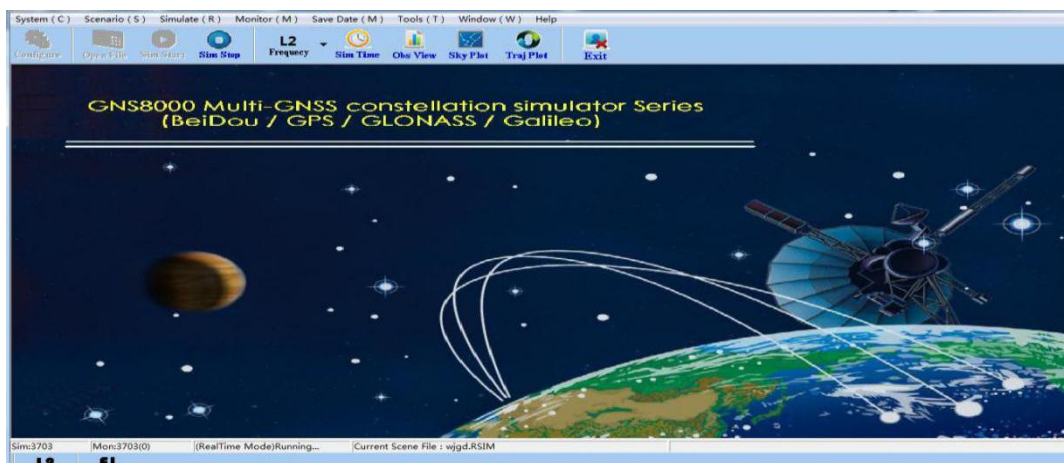 System ( C ) Scenario ( S ) Simulate ( R ) Monitor ( M ) Save Date ( M ) Tools ( T ) Window ( W ) Help
Configure Open File Sim Start Sim Stop L2 Frequecy Sim Time Obs View Sky Plot Traj Plot Exit
GNS8000 Multi-GNSS constellation simulator Series
(BeiDou / GPS / GLONASS / Galileo)
Sim:3703 Mon:3703(0) (RealTime Mode)Running... Current Scene File : wjgd.RSIM